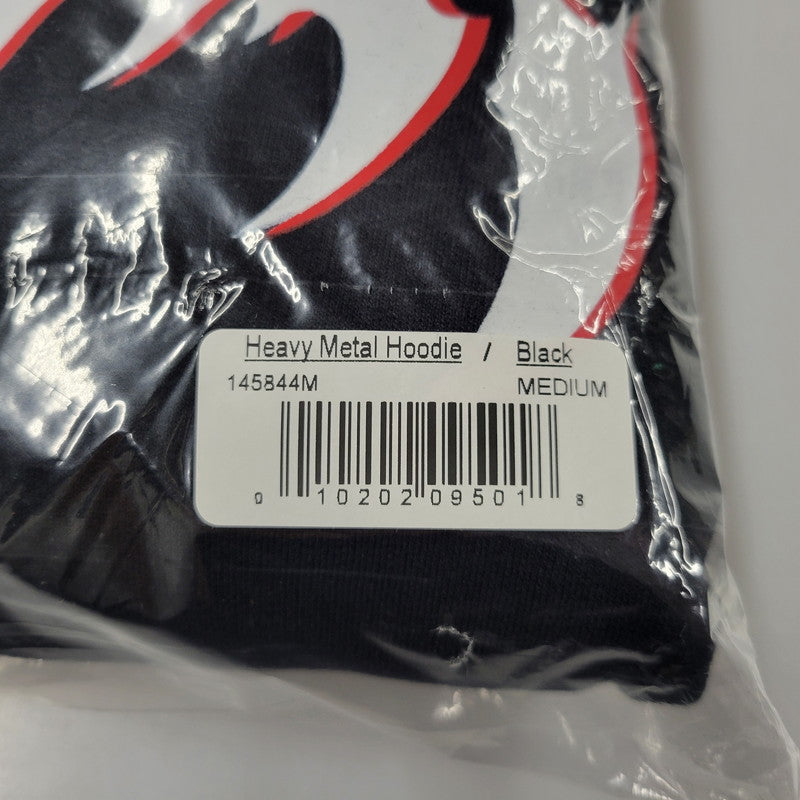 Heavy Metal Hoodie / Black
145844M MEDIUM
0 10202 09501 8